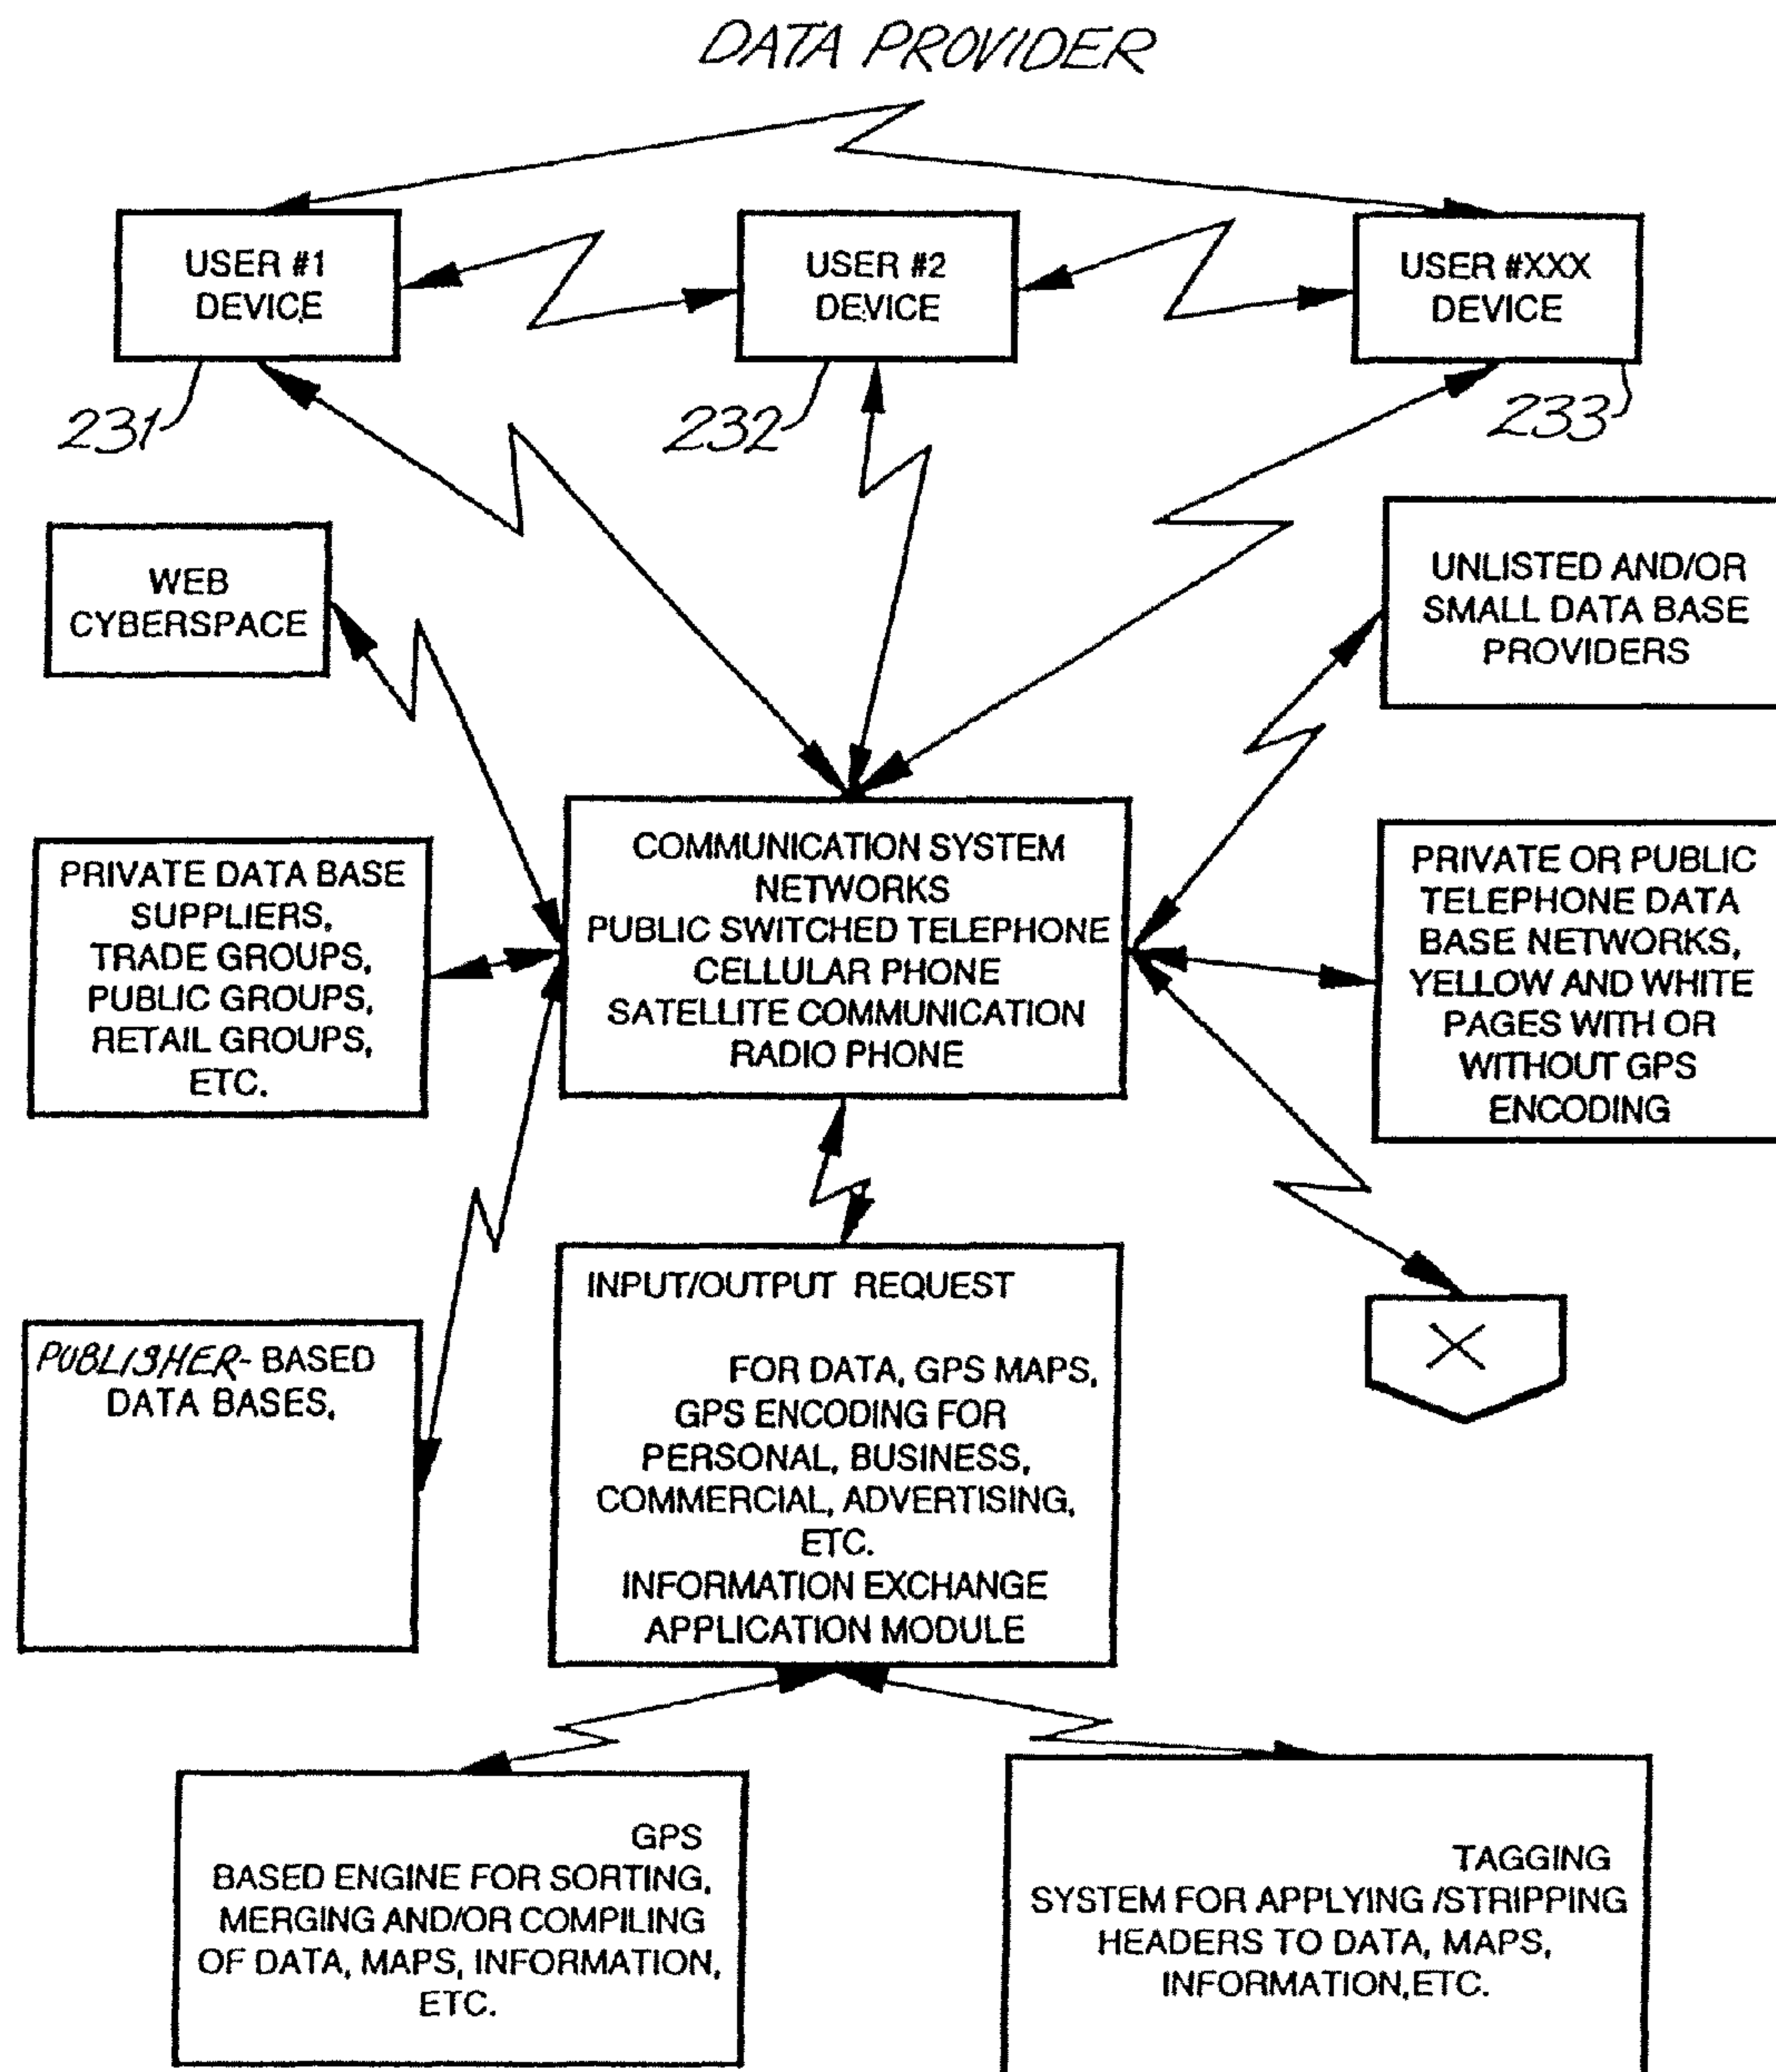 DATA PROVIDER
USER #1
DEVICE
USER #2
DEVICE
USER #XXX
DEVICE
231
232
233
WEB
CYBERSPACE
UNLISTED AND/OR
SMALL DATA BASE
PROVIDERS
PRIVATE DATA BASE
SUPPLIERS,
TRADE GROUPS,
PUBLIC GROUPS,
RETAIL GROUPS,
ETC.
COMMUNICATION SYSTEM
NETWORKS
PUBLIC SWITCHED TELEPHONE
CELLULAR PHONE
SATELLITE COMMUNICATION
RADIO PHONE
PRIVATE OR PUBLIC
TELEPHONE DATA
BASE NETWORKS,
YELLOW AND WHITE
PAGES WITH OR
WITHOUT GPS
ENCODING
PUBLISHER-BASED
DATA BASES,
INPUT/OUTPUT REQUEST
FOR DATA, GPS MAPS,
GPS ENCODING FOR
PERSONAL, BUSINESS,
COMMERCIAL, ADVERTISING,
ETC.
INFORMATION EXCHANGE
APPLICATION MODULE
X
GPS
BASED ENGINE FOR SORTING,
MERGING AND/OR COMPILING
OF DATA, MAPS, INFORMATION,
ETC.
TAGGING
SYSTEM FOR APPLYING /STRIPPING
HEADERS TO DATA, MAPS,
INFORMATION,ETC.